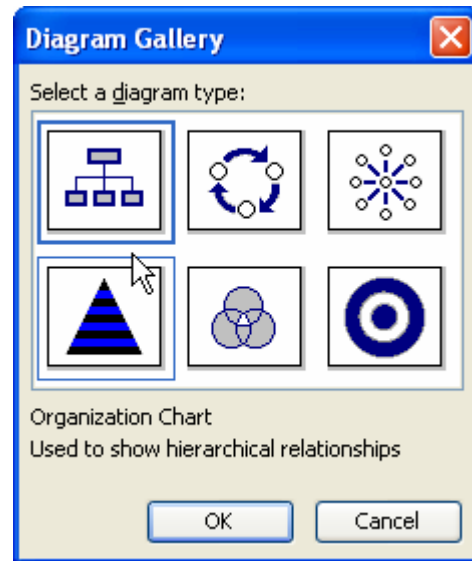 Diagram Gallery
Select a diagram type:
Organization Chart
Used to show hierarchical relationships
OK
Cancel